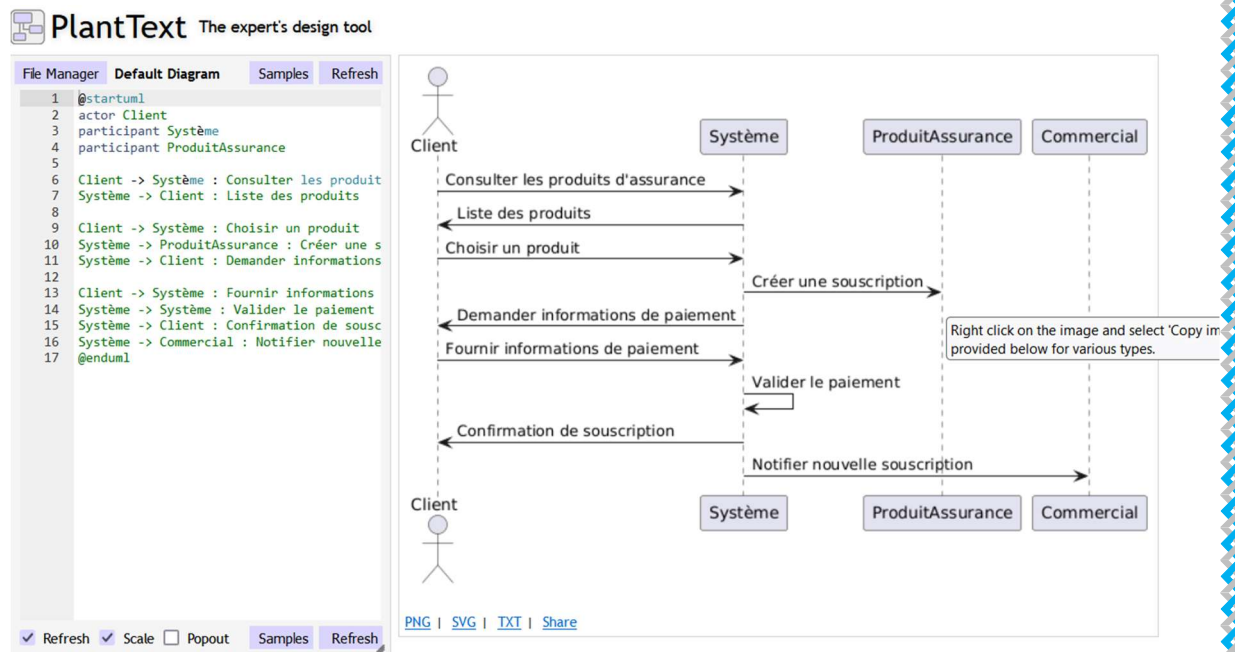 PlantText The expert's design tool
File Manager Default Diagram Samples Refresh
1 @startuml
2 actor Client
3 participant Système
4 participant ProduitAssurance
5
6 Client -> Système : Consulter les produit
7 Système -> Client : Liste des produits
8
9 Client -> Système : Choisir un produit
10 Système -> ProduitAssurance : Créer une s
11 Système -> Client : Demander informations
12
13 Client -> Système : Fournir informations
14 Système -> Système : Valider le paiement
15 Système -> Client : Confirmation de sousc
16 Système -> Commercial : Notifier nouvelle
17 @enduml
Refresh Scale Popout Samples Refresh
Client Système ProduitAssurance Commercial
Consulter les produits d'assurance
Liste des produits
Choisir un produit
Créer une souscription
Demander informations de paiement
Right click on the image and select 'Copy im
provided below for various types.
Fournir informations de paiement
Valider le paiement
Confirmation de souscription
Notifier nouvelle souscription
Client Système ProduitAssurance Commercial
PNG | SVG | TXT | Share